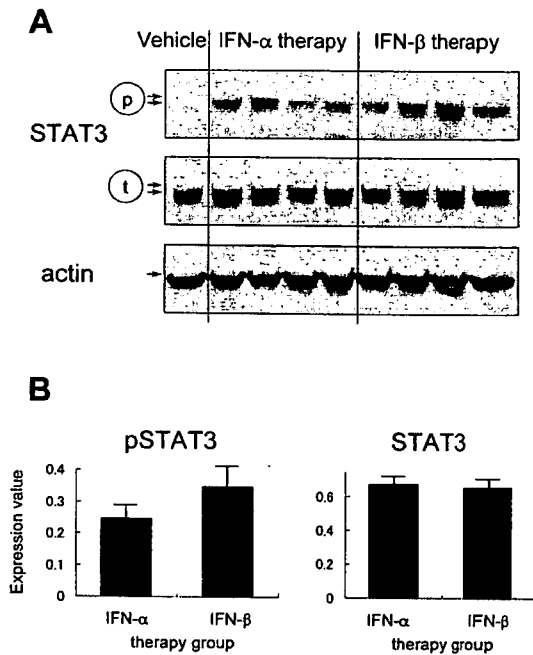 A
Vehicle IFN-α therapy IFN-β therapy
p
STAT3
t
actin
B
pSTAT3
Expression value
0.4
0.3
0.2
0.1
0
IFN-α IFN-β
therapy group
STAT3
0.6
0.4
0.2
0
IFN-α IFN-β
therapy group